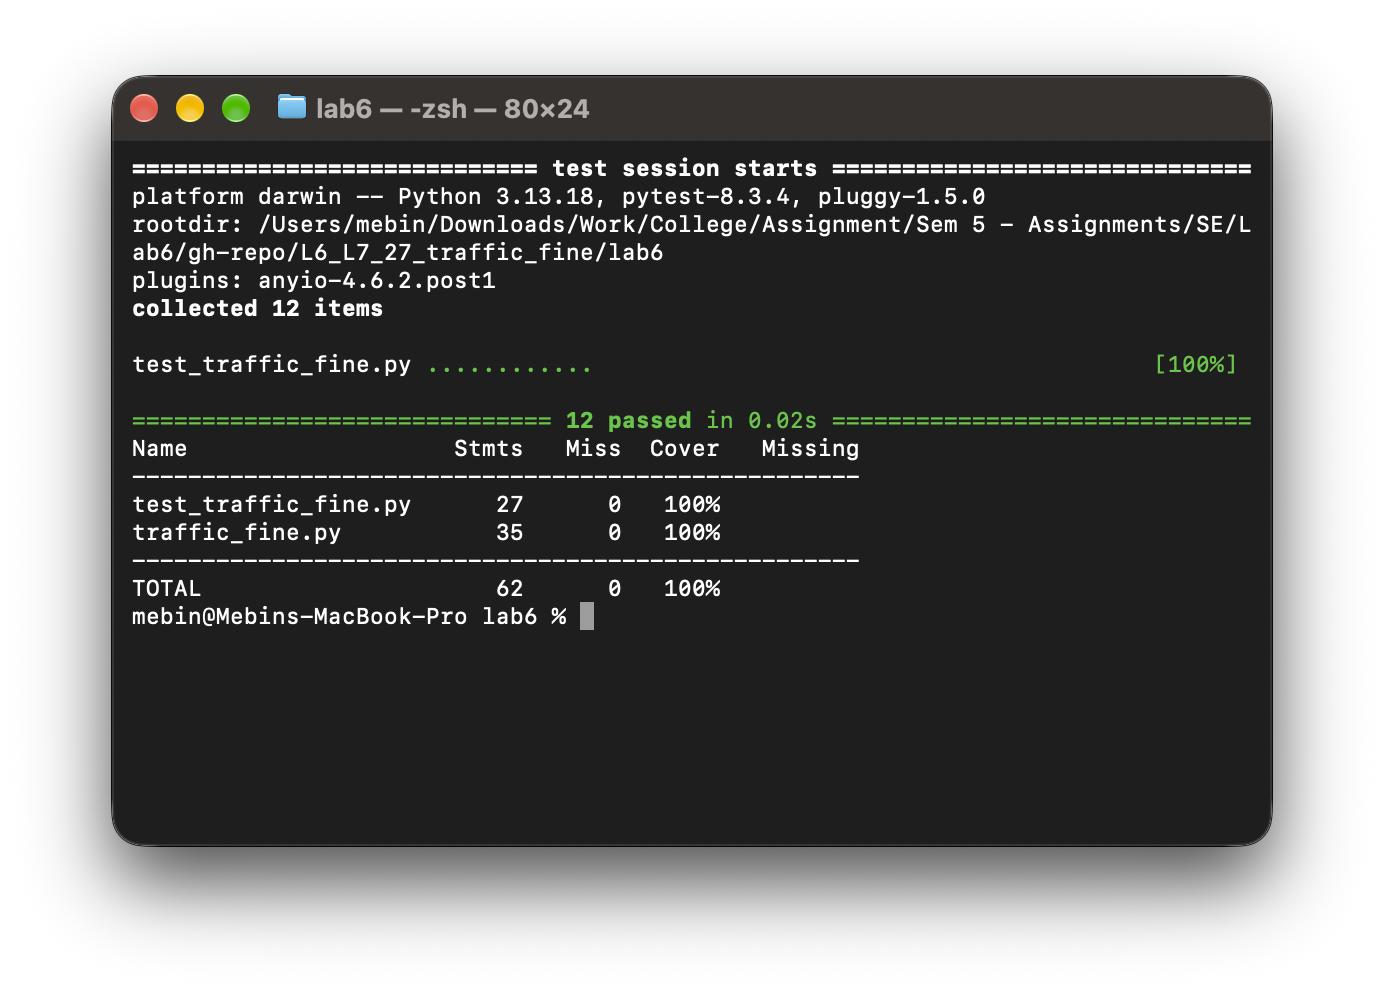 lab6 — -zsh — 80×24
============================= test session starts ==============================
platform darwin -- Python 3.13.18, pytest-8.3.4, pluggy-1.5.0
rootdir: /Users/mebin/Downloads/Work/College/Assignment/Sem 5 - Assignments/SE/L
ab6/gh-repo/L6_L7_27_traffic_fine/lab6
plugins: anyio-4.6.2.post1
collected 12 items
test_traffic_fine.py ............                                        [100%]
============================== 12 passed in 0.02s ==============================
Name                   Stmts   Miss  Cover   Missing
----------------------------------------------------
test_traffic_fine.py      27      0   100%
traffic_fine.py           35      0   100%
----------------------------------------------------
TOTAL                     62      0   100%
mebin@Mebins-MacBook-Pro lab6 %